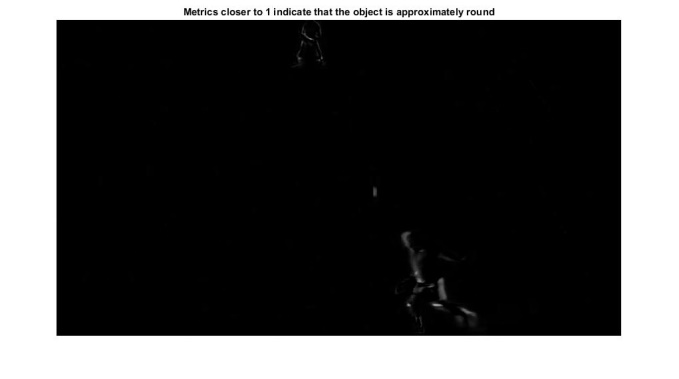 Metrics closer to 1 indicate that the object is approximately round